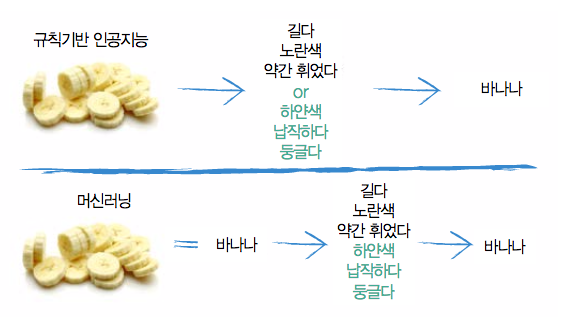 규칙기반 인공지능
길다
노란색
약간 휘었다
or
하얀색
납작하다
둥글다
바나나
머신러닝
= 바나나
길다
노란색
약간 휘었다
하얀색
납작하다
둥글다
바나나